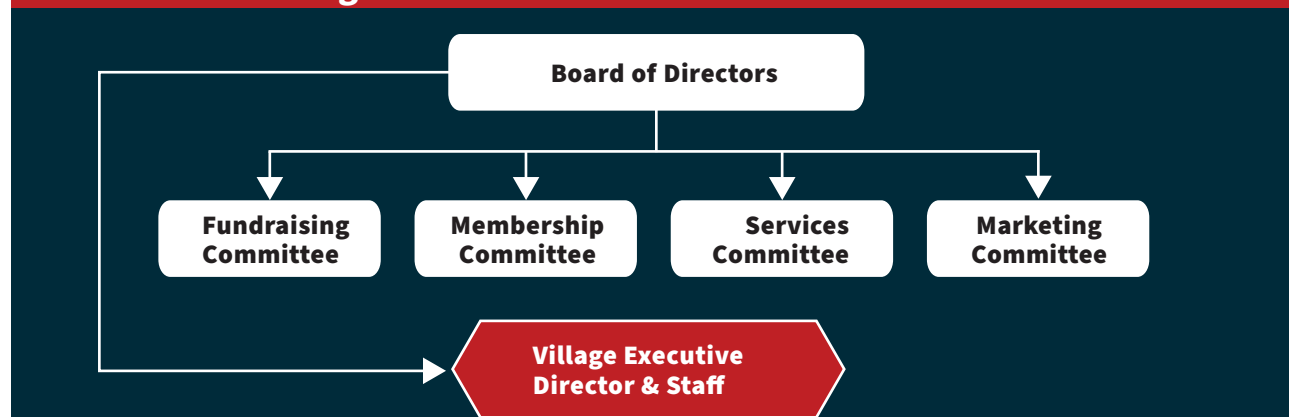 Board of Directors
Fundraising
Committee
Membership
Committee
Services
Committee
Marketing
Committee
Village Executive
Director & Staff